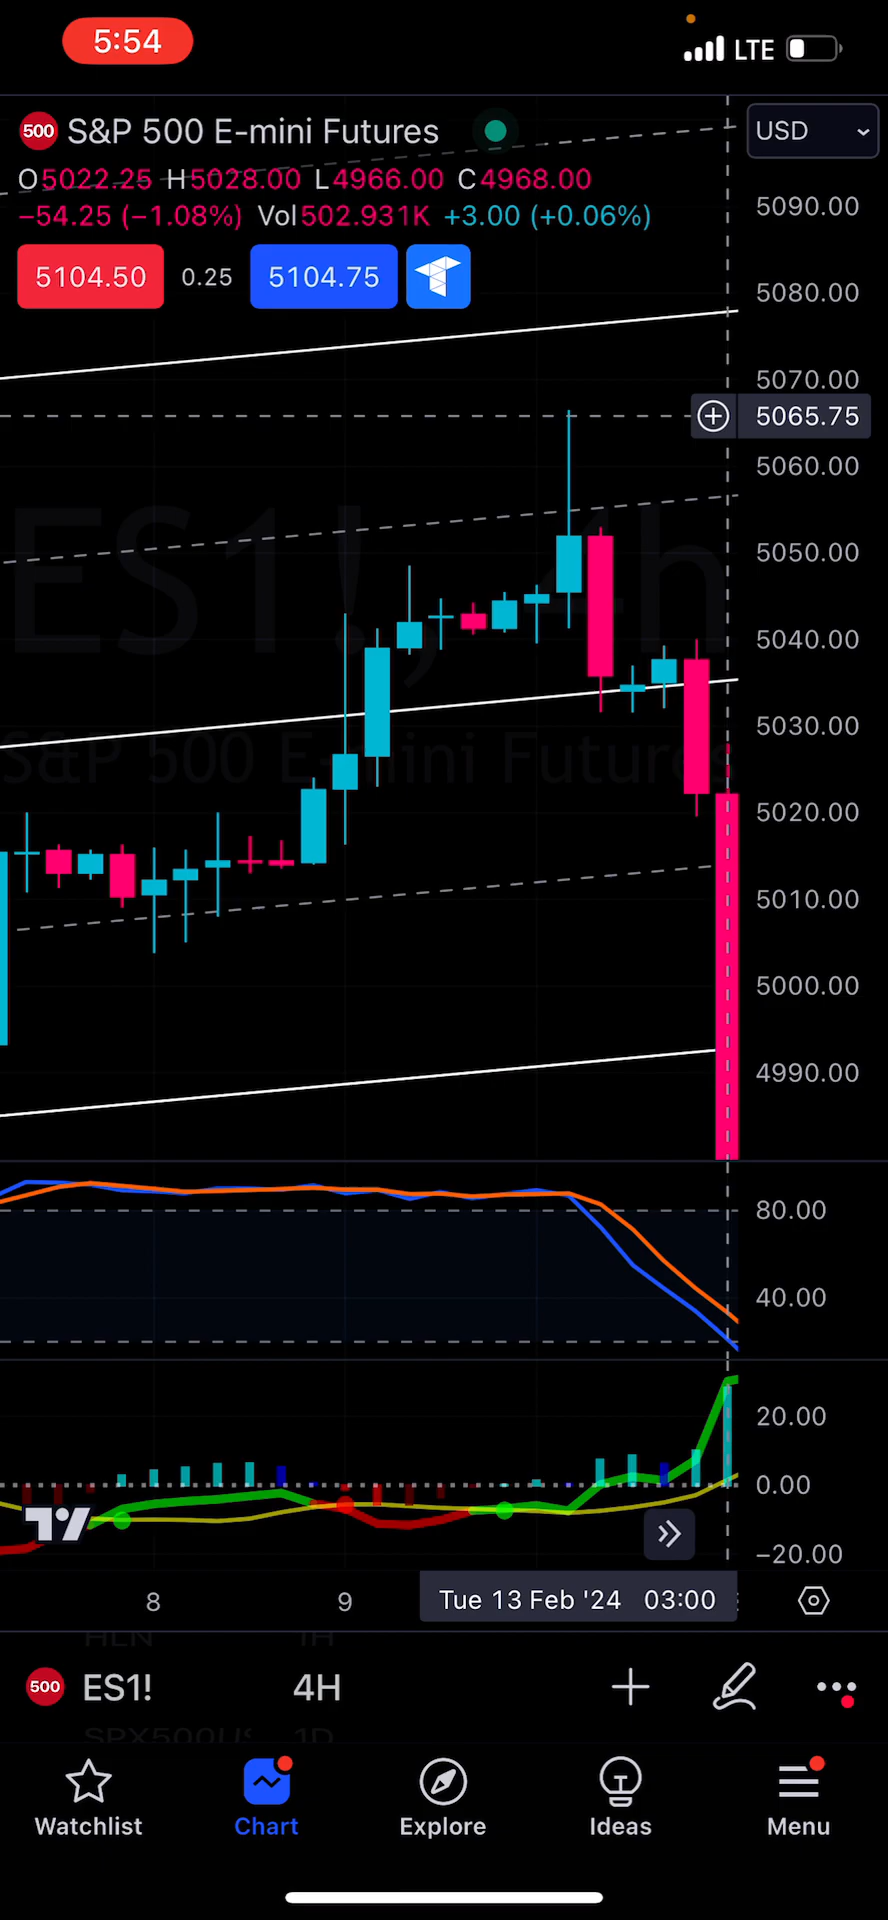 5:54
LTE
500 S&P 500 E-mini Futures
USD
O5022.25 H5028.00 L4966.00 C4968.00
−54.25 (−1.08%) Vol502.931K +3.00 (+0.06%)
5104.50 0.25 5104.75
5090.00
5080.00
5070.00
5065.75
5060.00
ES1!, 4h
5050.00
5040.00
5030.00
S&P 500 E-mini Futures
5020.00
5010.00
5000.00
4990.00
80.00
40.00
20.00
0.00
−20.00
8 9 Tue 13 Feb '24 03:00
HLN 1H
500 ES1! 4H
1D
Watchlist Chart Explore Ideas Menu